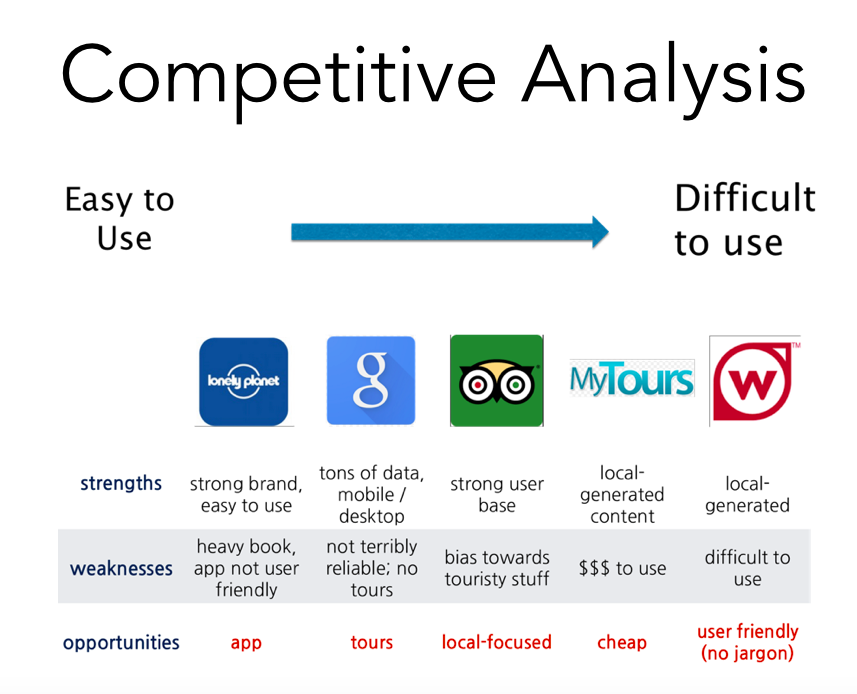 Competitive Analysis
Easy to
Use
Difficult
to use
lonely planet
g
MyTours
W
TM
strengths
strong brand,
easy to use
tons of data,
mobile /
desktop
strong user
base
local-
generated
content
local-
generated
weaknesses
heavy book,
app not user
friendly
not terribly
reliable; no
tours
bias towards
touristy stuff
$$$ to use
difficult to
use
opportunities
app
tours
local-focused
cheap
user friendly
(no jargon)